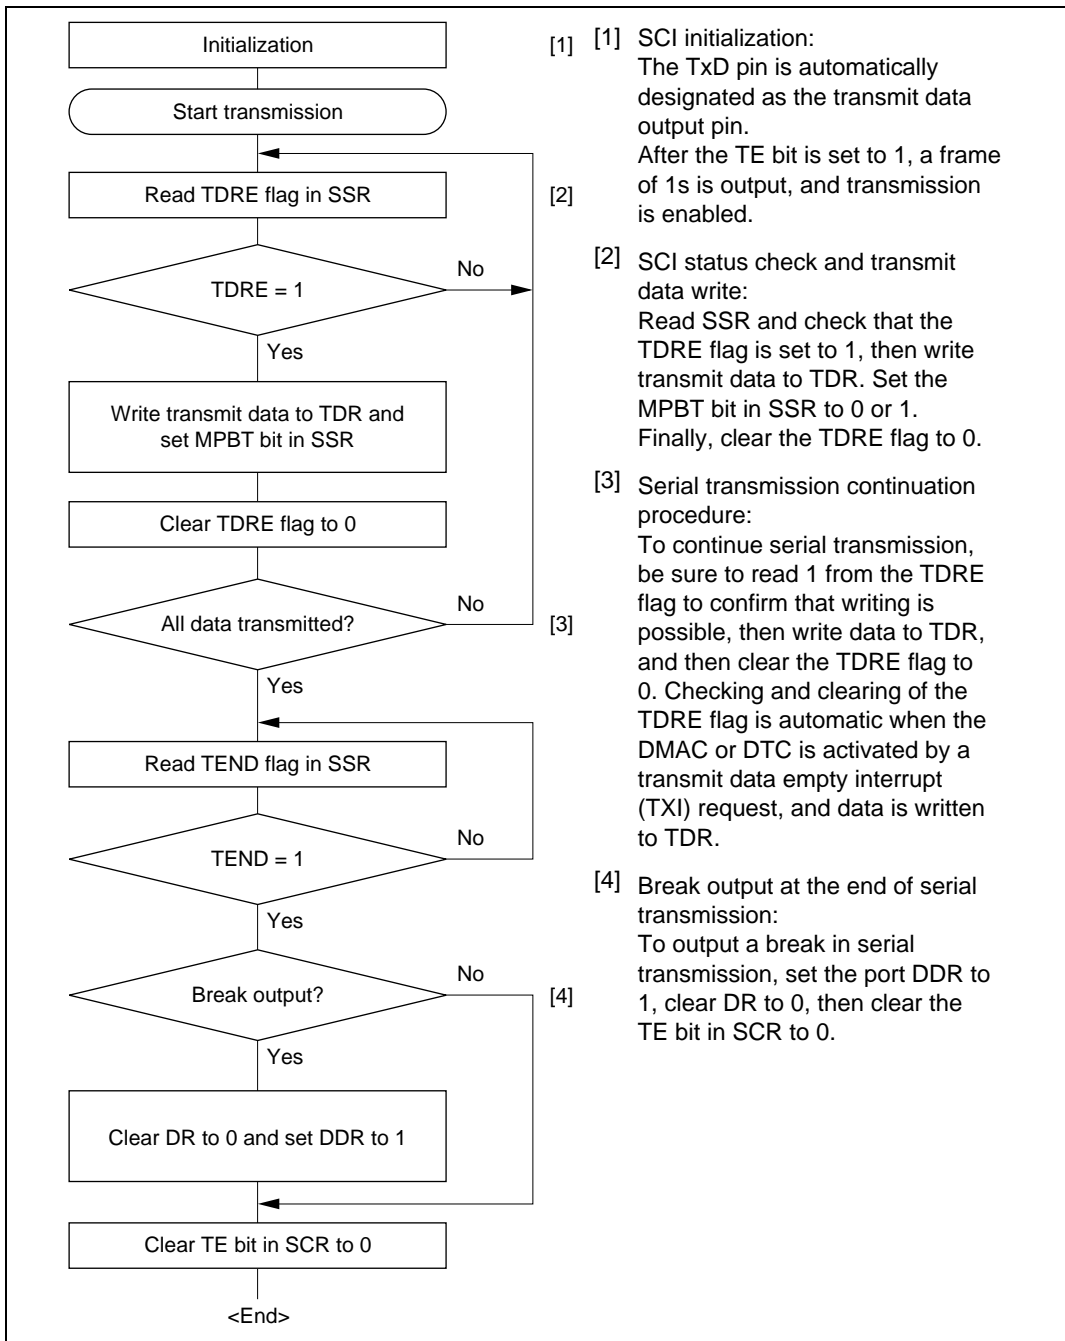 Initialization
[1]
Start transmission
Read TDRE flag in SSR
[2]
No
TDRE = 1
Yes
Write transmit data to TDR and
set MPBT bit in SSR
Clear TDRE flag to 0
No
All data transmitted?
[3]
Yes
Read TEND flag in SSR
No
TEND = 1
Yes
No
Break output?
[4]
Yes
Clear DR to 0 and set DDR to 1
Clear TE bit in SCR to 0
<End>
[1] SCI initialization:
The TxD pin is automatically
designated as the transmit data
output pin.
After the TE bit is set to 1, a frame
of 1s is output, and transmission
is enabled.
[2] SCI status check and transmit
data write:
Read SSR and check that the
TDRE flag is set to 1, then write
transmit data to TDR. Set the
MPBT bit in SSR to 0 or 1.
Finally, clear the TDRE flag to 0.
[3] Serial transmission continuation
procedure:
To continue serial transmission,
be sure to read 1 from the TDRE
flag to confirm that writing is
possible, then write data to TDR,
and then clear the TDRE flag to
0. Checking and clearing of the
TDRE flag is automatic when the
DMAC or DTC is activated by a
transmit data empty interrupt
(TXI) request, and data is written
to TDR.
[4] Break output at the end of serial
transmission:
To output a break in serial
transmission, set the port DDR to
1, clear DR to 0, then clear the
TE bit in SCR to 0.